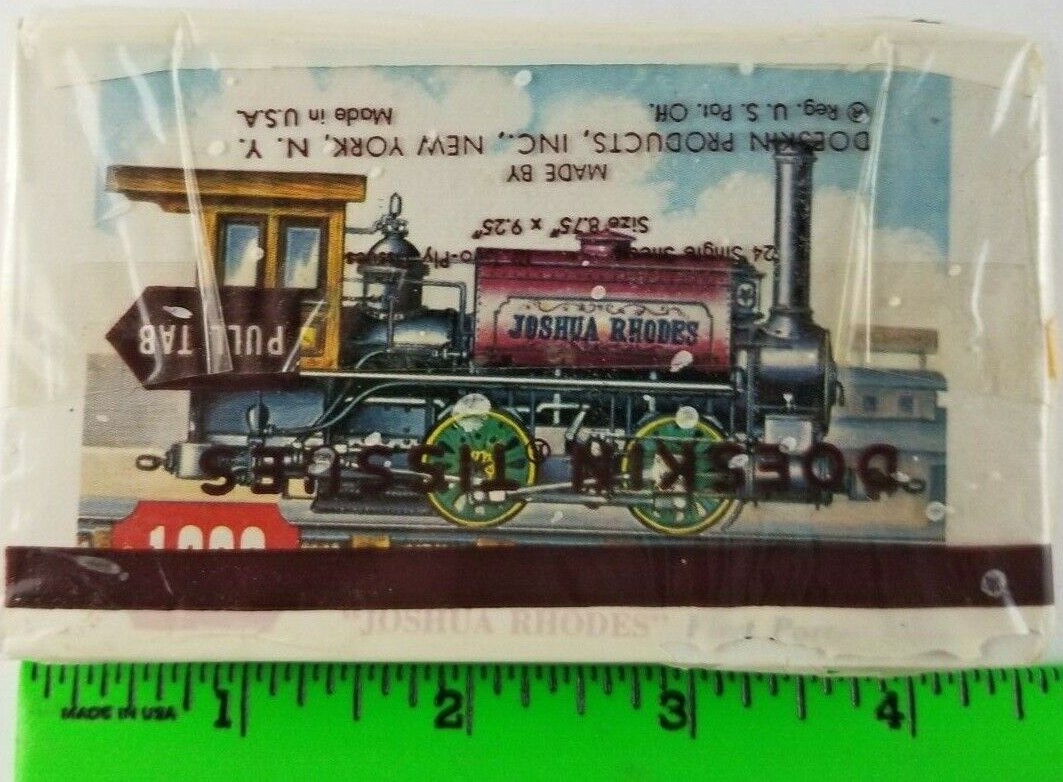 ® Reg. U. S. Pat. Off. Made in U.S.A.
DOESKIN PRODUCTS, INC., NEW YORK, N. Y.
MADE BY
Size 8.75" x 9.25"
24 Single Sheet
JOSHUA RHODES
PULL TAB
DOESKIN® TISSUES
"JOSHUA RHODES"
MADE IN USA 1 2 3 4